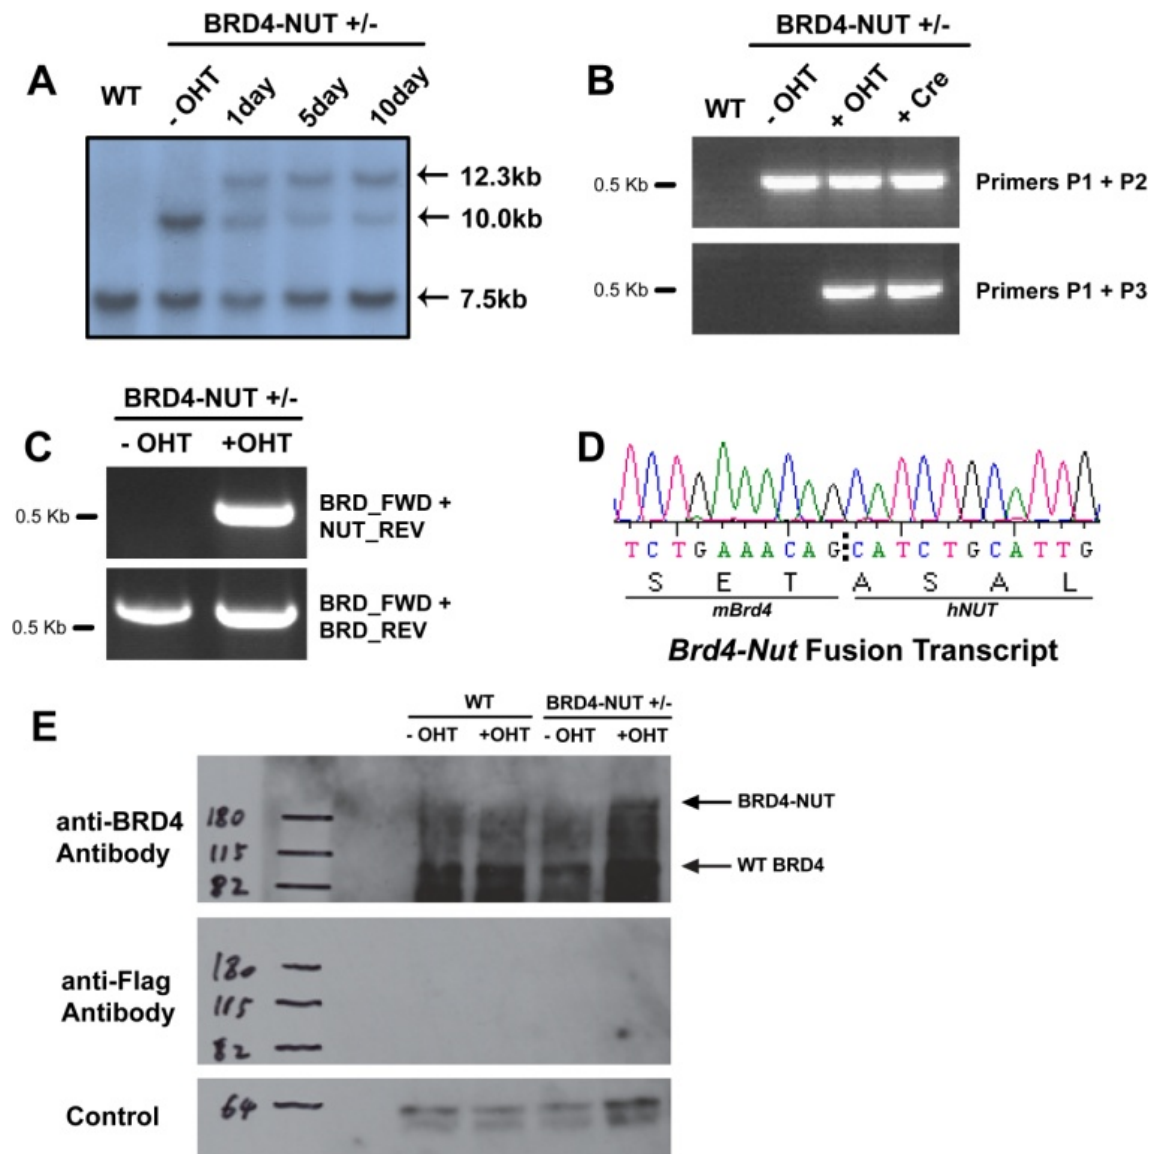 BRD4-NUT +/-
A
WT
- OHT
1day
5day
10day
12.3kb
10.0kb
7.5kb
BRD4-NUT +/-
B
WT
- OHT
+ OHT
+ Cre
0.5 Kb
Primers P1 + P2
0.5 Kb
Primers P1 + P3
BRD4-NUT +/-
C
- OHT
+OHT
0.5 Kb
BRD_FWD +
NUT_REV
0.5 Kb
BRD_FWD +
BRD_REV
D
T C T G A A A C A G C A T C T G C A T T G
S E T A S A L
mBrd4 hNUT
Brd4-Nut Fusion Transcript
E
WT
BRD4-NUT +/-
- OHT +OHT - OHT +OHT
anti-BRD4
Antibody
180
115
82
BRD4-NUT
WT BRD4
anti-Flag
Antibody
180
115
82
Control
64